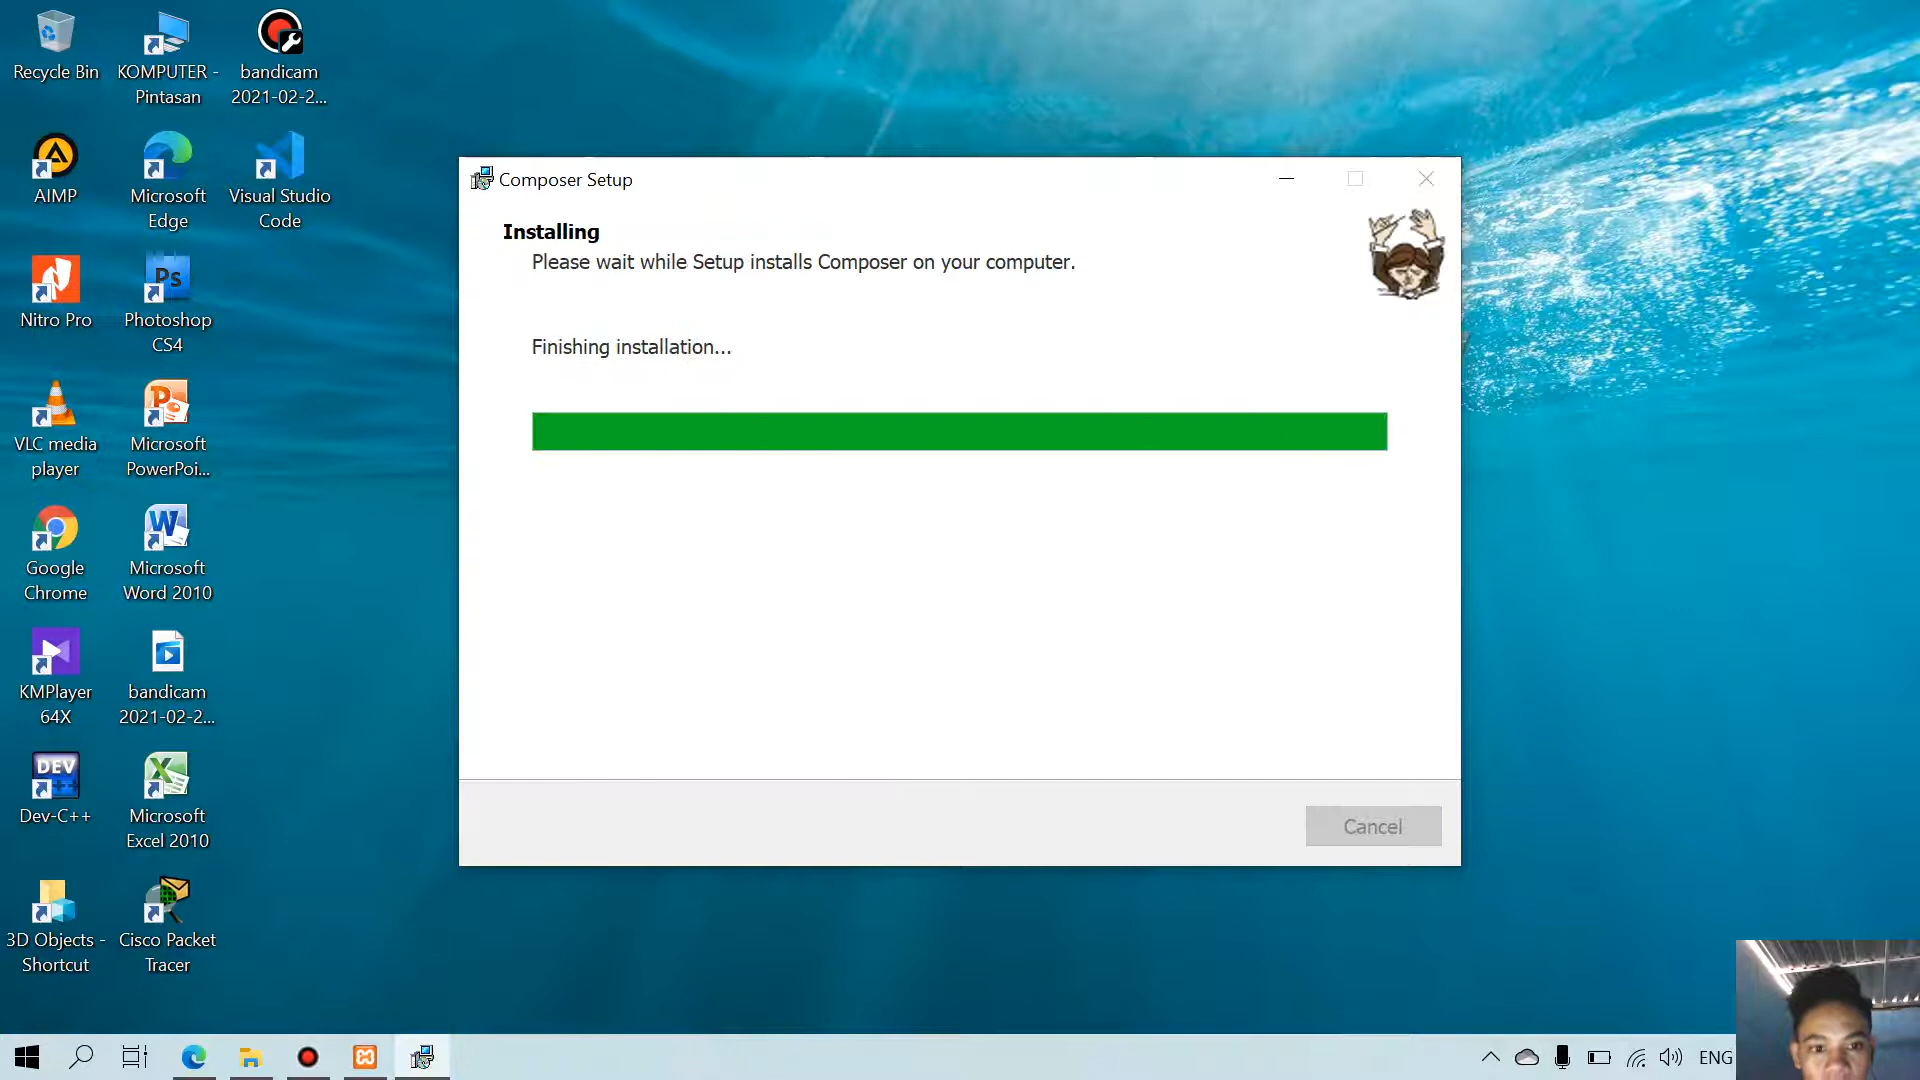 Recycle Bin
KOMPUTER -
Pintasan
bandicam
2021-02-2...
AIMP
Microsoft
Edge
Visual Studio
Code
Nitro Pro
Ps
Photoshop
CS4
VLC media
player
P
Microsoft
PowerPoi...
Google
Chrome
W
Microsoft
Word 2010
KMPlayer
64X
bandicam
2021-02-2...
DEV
Dev-C++
X
Microsoft
Excel 2010
3D Objects -
Shortcut
Cisco Packet
Tracer
Composer Setup
Installing
Please wait while Setup installs Composer on your computer.
Finishing installation...
Cancel
ENG